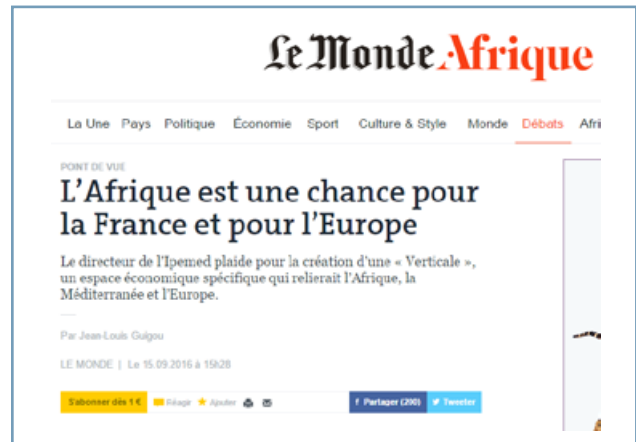 Le Monde Afrique
La Une Pays Politique Économie Sport Culture & Style Monde Débats Afri
POINT DE VUE
L'Afrique est une chance pour
la France et pour l'Europe
Le directeur de l'Ipemed plaide pour la création d'une « Verticale »,
un espace économique spécifique qui relierait l'Afrique, la
Méditerranée et l'Europe.
Par Jean-Louis Guigou
LE MONDE | Le 15.09.2016 à 15h28
S'abonner dès 1 € Réagir Ajouter f Partager (200) Tweeter